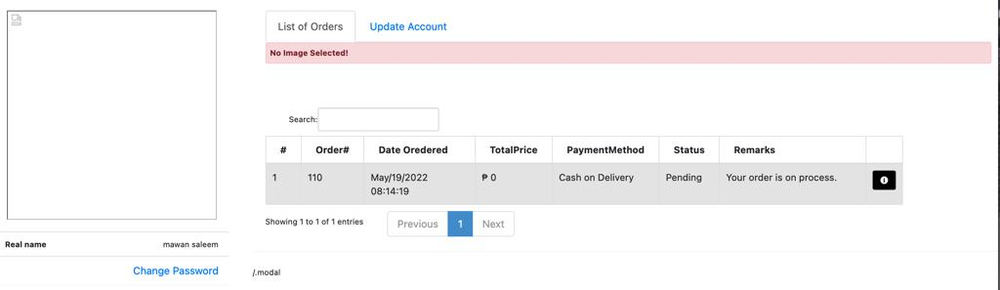 List of Orders Update Account
No Image Selected!
Search:
# Order# Date Oredered TotalPrice PaymentMethod Status Remarks
1 110 May/19/2022 ₱ 0 Cash on Delivery Pending Your order is on process.
08:14:19
Showing 1 to 1 of 1 entries Previous 1 Next
Real name mawan saleem
Change Password
/.modal